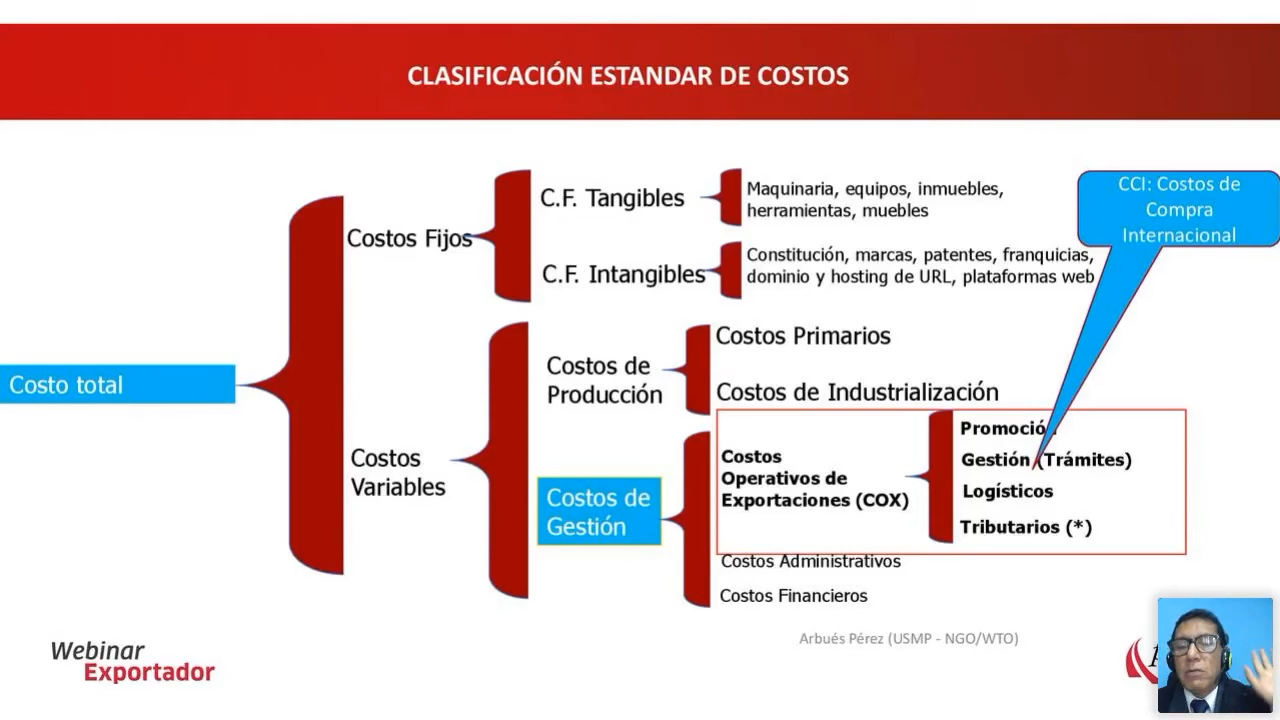 CLASIFICACIÓN ESTANDAR DE COSTOS
CCI: Costos de
Compra
Internacional
C.F. Tangibles
Maquinaria, equipos, inmuebles,
herramientas, muebles
Costos Fijos
C.F. Intangibles
Constitución, marcas, patentes, franquicias,
dominio y hosting de URL, plataformas web
Costo total
Costos
Variables
Costos de
Producción
Costos Primarios
Costos de Industrialización
Costos de
Gestión
Costos
Operativos de
Exportaciones (COX)
Promoción
Gestión (Trámites)
Logísticos
Tributarios (*)
Costos Administrativos
Costos Financieros
Arbués Pérez (USMP - NGO/WTO)
Webinar
Exportador